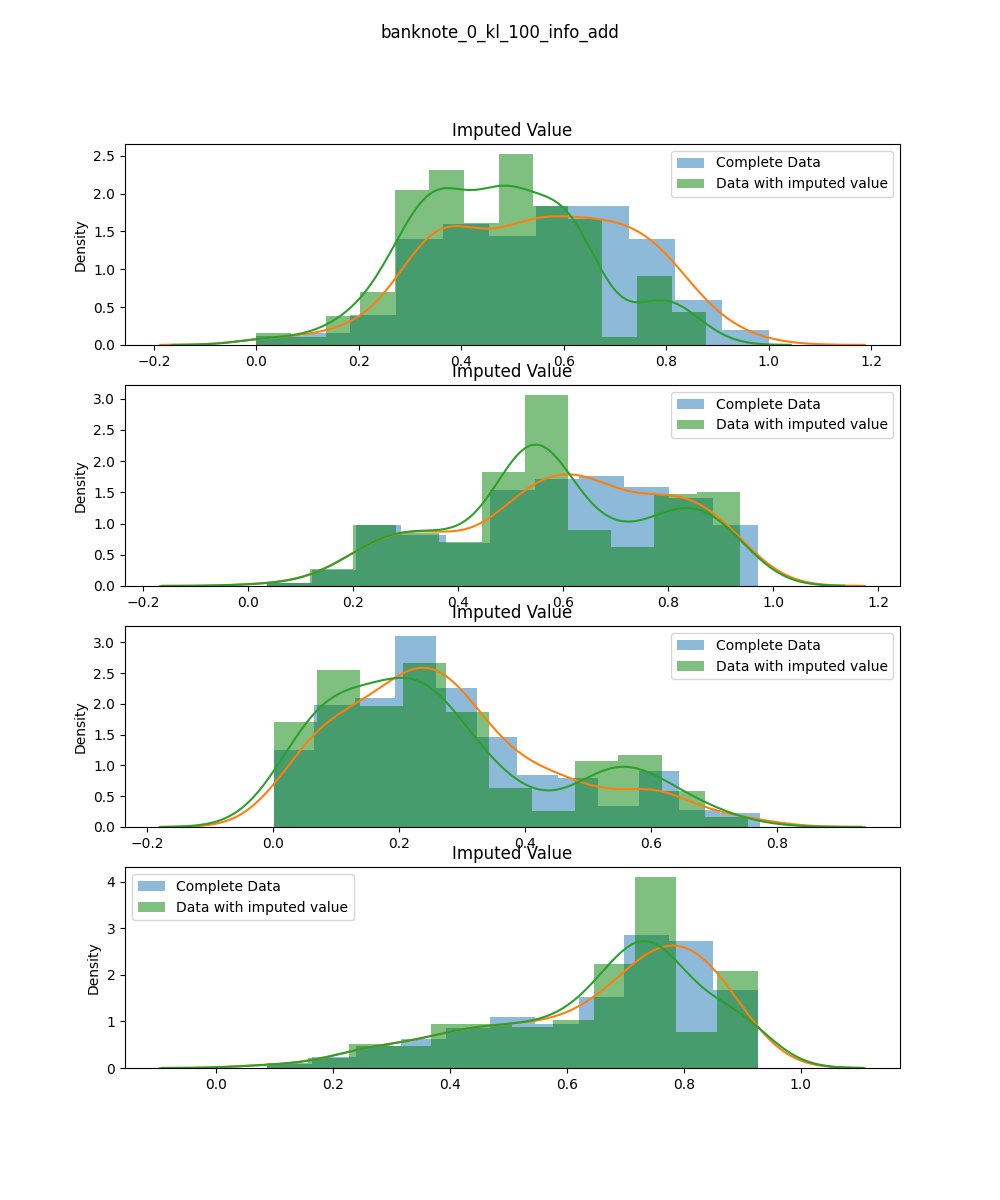 banknote_0_kl_100_info_add
Imputed Value
Complete Data
Data with imputed value
Density
2.5
2.0
1.5
1.0
0.5
0.0
−0.2 0.0 0.2 0.4 0.6 0.8 1.0 1.2
Imputed Value
Complete Data
Data with imputed value
Density
3.0
2.5
2.0
1.5
1.0
0.5
0.0
−0.2 0.0 0.2 0.4 0.6 0.8 1.0 1.2
Imputed Value
Complete Data
Data with imputed value
Density
3.0
2.5
2.0
1.5
1.0
0.5
0.0
−0.2 0.0 0.2 0.4 0.6 0.8
Imputed Value
Complete Data
Data with imputed value
Density
4
3
2
1
0
0.0 0.2 0.4 0.6 0.8 1.0